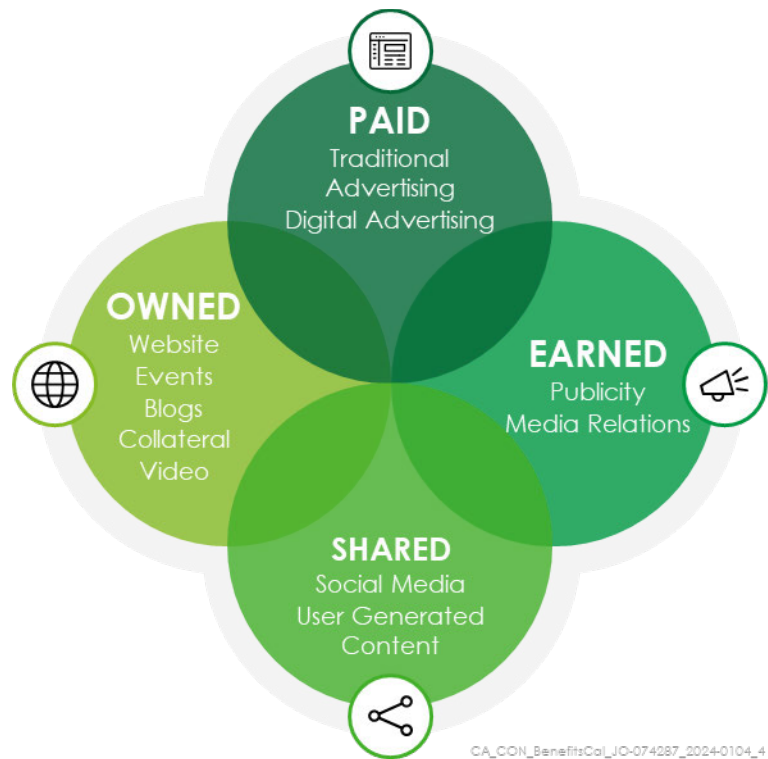 PAID
Traditional
Advertising
Digital Advertising
OWNED
Website
Events
Blogs
Collateral
Video
EARNED
Publicity
Media Relations
SHARED
Social Media
User Generated
Content
CA_CON_BenefitsCal_JO-074287_2024-0104_4